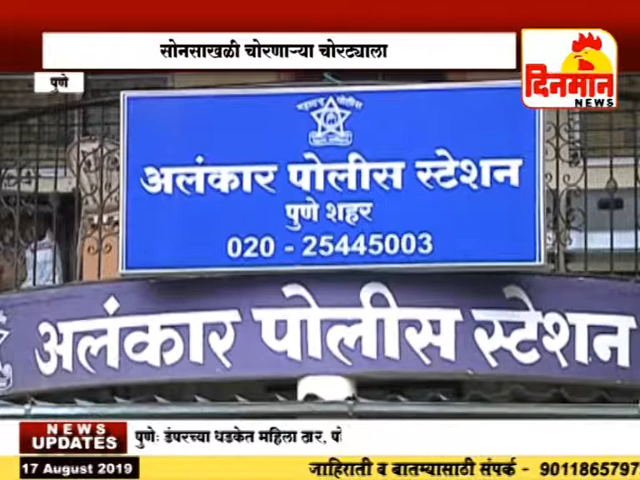 सोनसाखळी चोरणाऱ्या चोरट्याला
दिनमान
NEWS
पुणे
अलंकार पोलीस स्टेशन
पुणे शहर
020 - 25445003
अलंकार पोलीस स्टेशन
NEWS
UPDATES
पुणेः डंपरच्या धडकेत महिला ठार,
17 August 2019
जाहिराती व बातम्यासाठी संपर्क - 9011865797